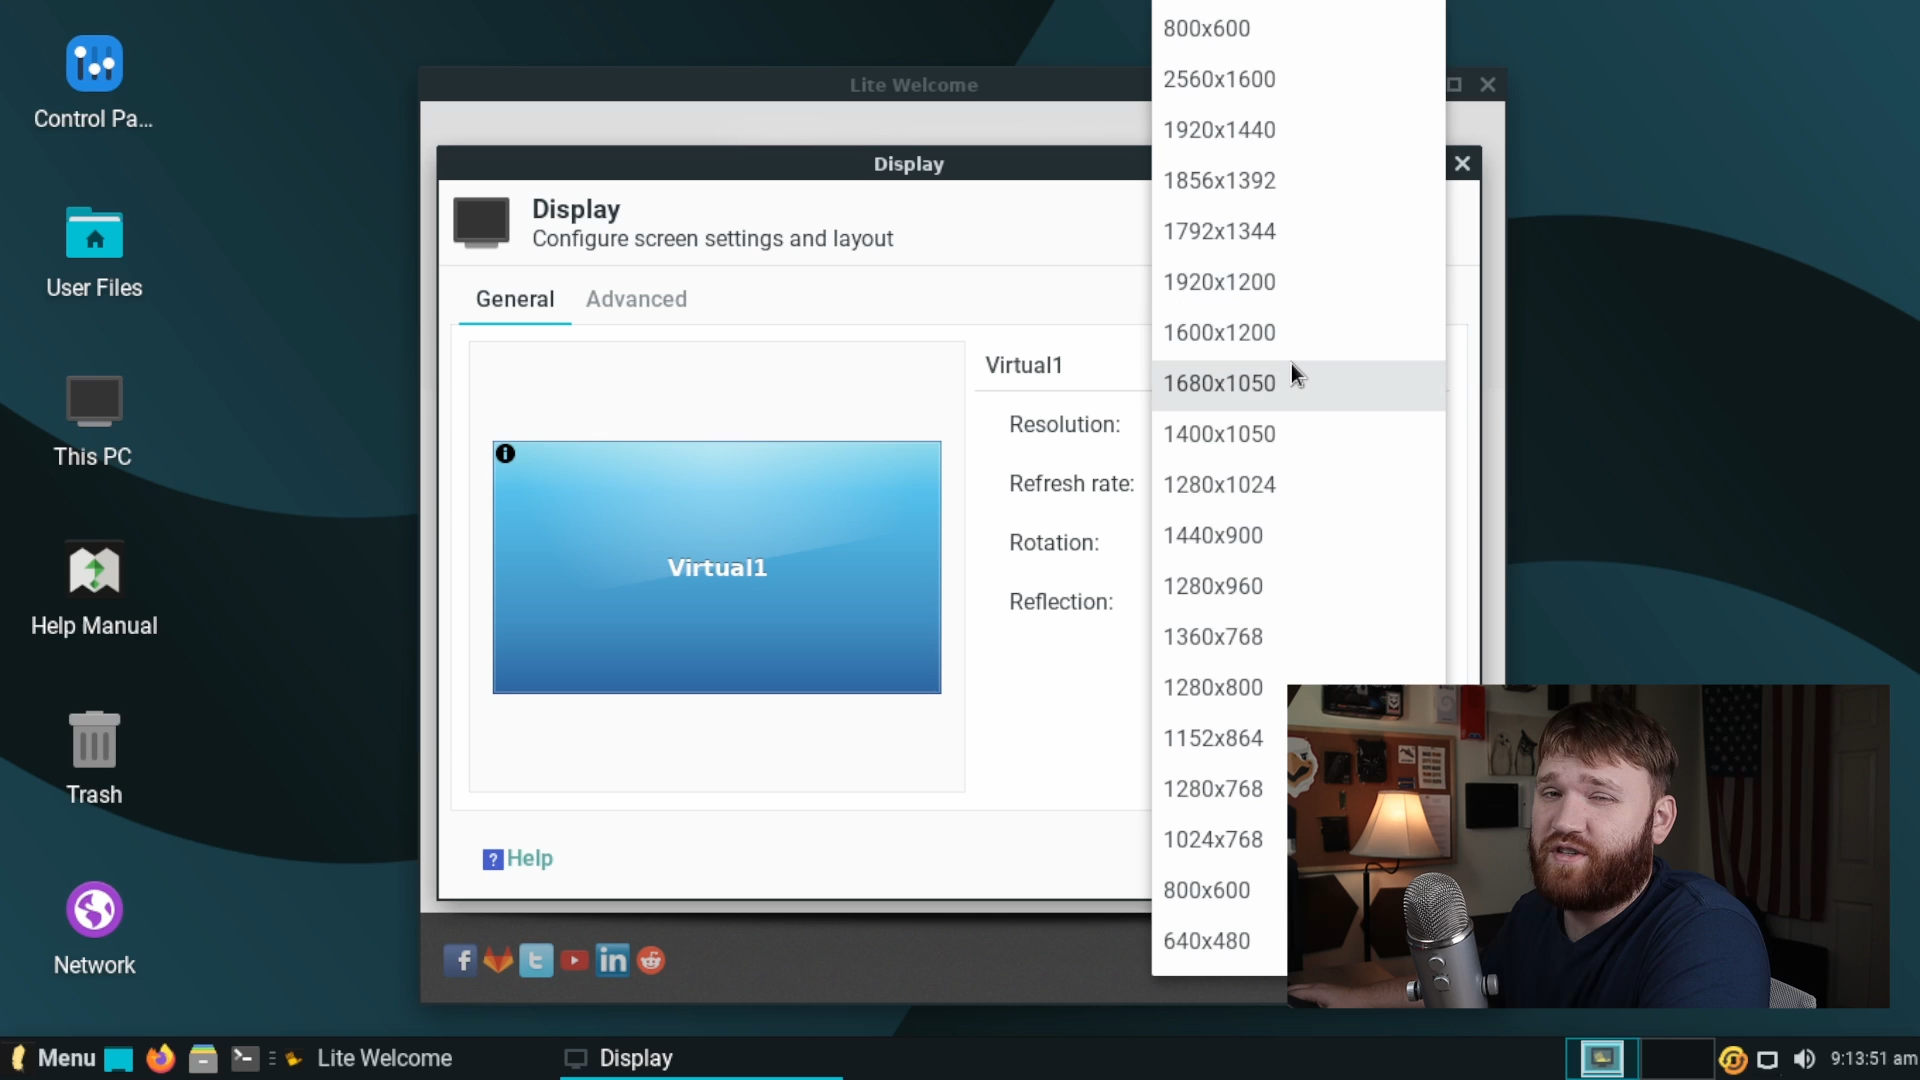 Control Pa...
User Files
This PC
Help Manual
Trash
Network
Lite Welcome
Display
Display
Configure screen settings and layout
General
Advanced
Virtual1
Virtual1
Resolution:
Refresh rate:
Rotation:
Reflection:
800x600
2560x1600
1920x1440
1856x1392
1792x1344
1920x1200
1600x1200
1680x1050
1400x1050
1280x1024
1440x900
1280x960
1360x768
1280x800
1152x864
1280x768
1024x768
800x600
640x480
? Help
Menu
Lite Welcome
Display
9:13:51 am